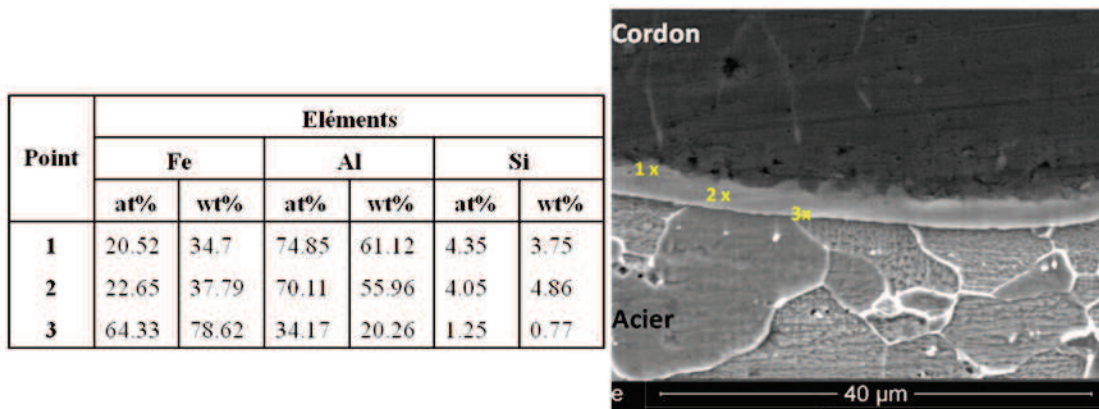 Eléments
Point
Fe Al Si
at% wt% at% wt% at% wt%
1 20.52 34.7 74.85 61.12 4.35 3.75
2 22.65 37.79 70.11 55.96 4.05 4.86
3 64.33 78.62 34.17 20.26 1.25 0.77
Cordon
1 x
2 x
3x
Acier
e 40 µm